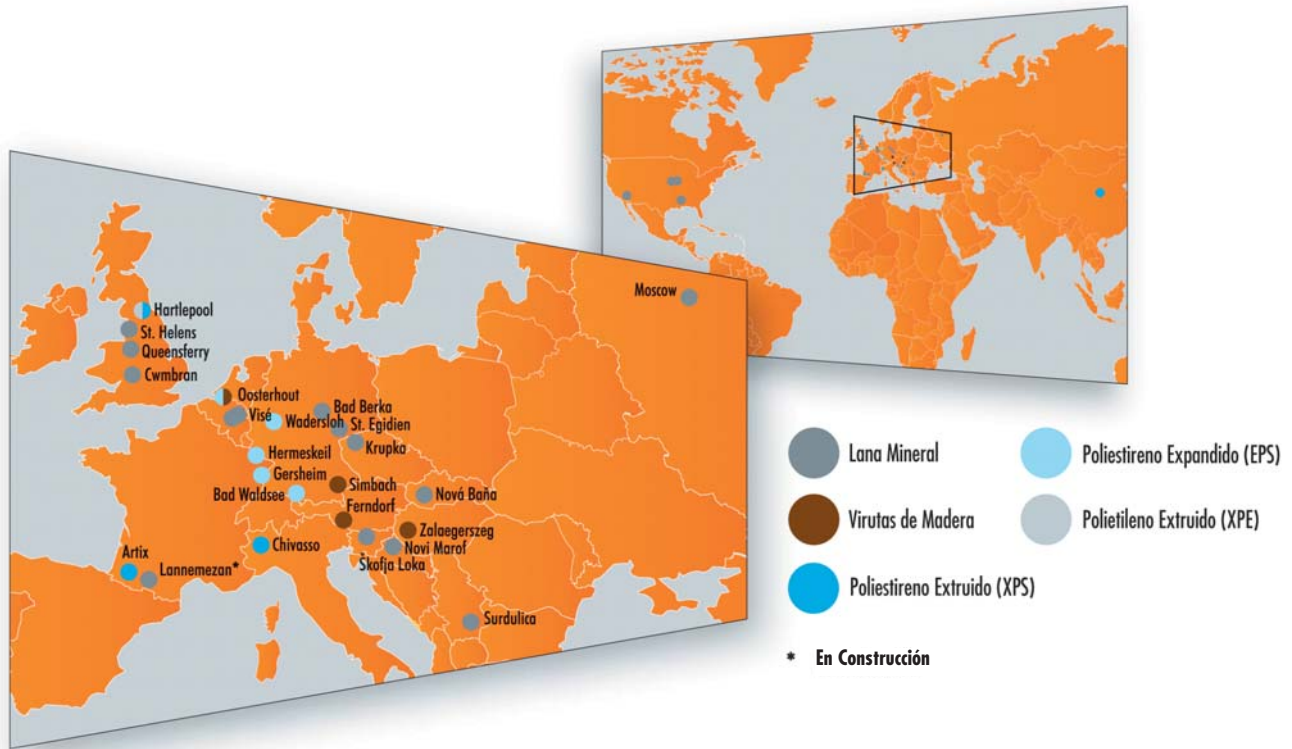 Moscow
Hartlepool
St. Helens
Queensferry
Cwmbran
Oosterhout
Visé
Bad Berka
Wadersloh
St. Egidien
Krupka
Hermeskeil
Gersheim
Bad Waldsee
Simbach
Nová Baña
Ferndorf
Zalaegerszeg
Novi Marof
Škofja Loka
Chivasso
Artix
Lannemezan*
Surdulica
Lana Mineral
Virutas de Madera
Poliestireno Extruido (XPS)
Poliestireno Expandido (EPS)
Polietileno Extruido (XPE)
* En Construcción